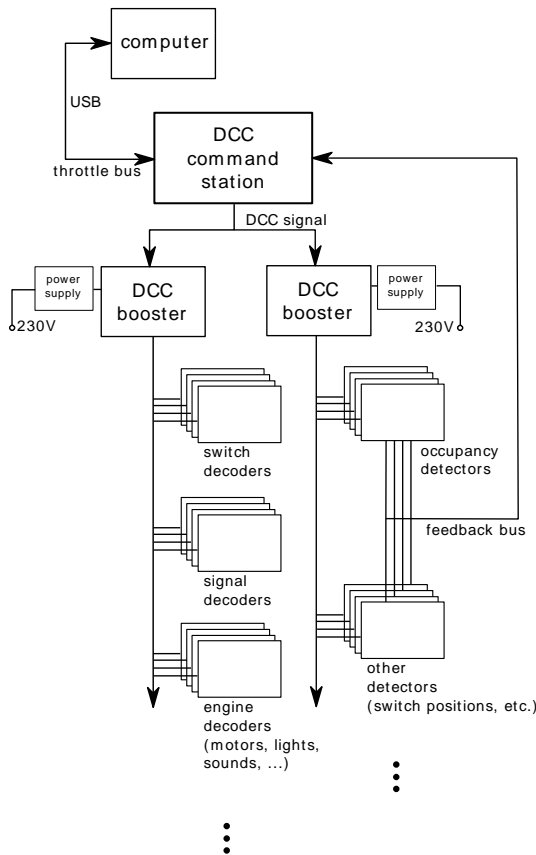 computer
USB
throttle bus
DCC
command
station
DCC signal
power
supply
230V
DCC
booster
DCC
booster
power
supply
230V
switch
decoders
occupancy
detectors
feedback bus
signal
decoders
engine
decoders
(motors, lights,
sounds, ...)
other
detectors
(switch positions, etc.)